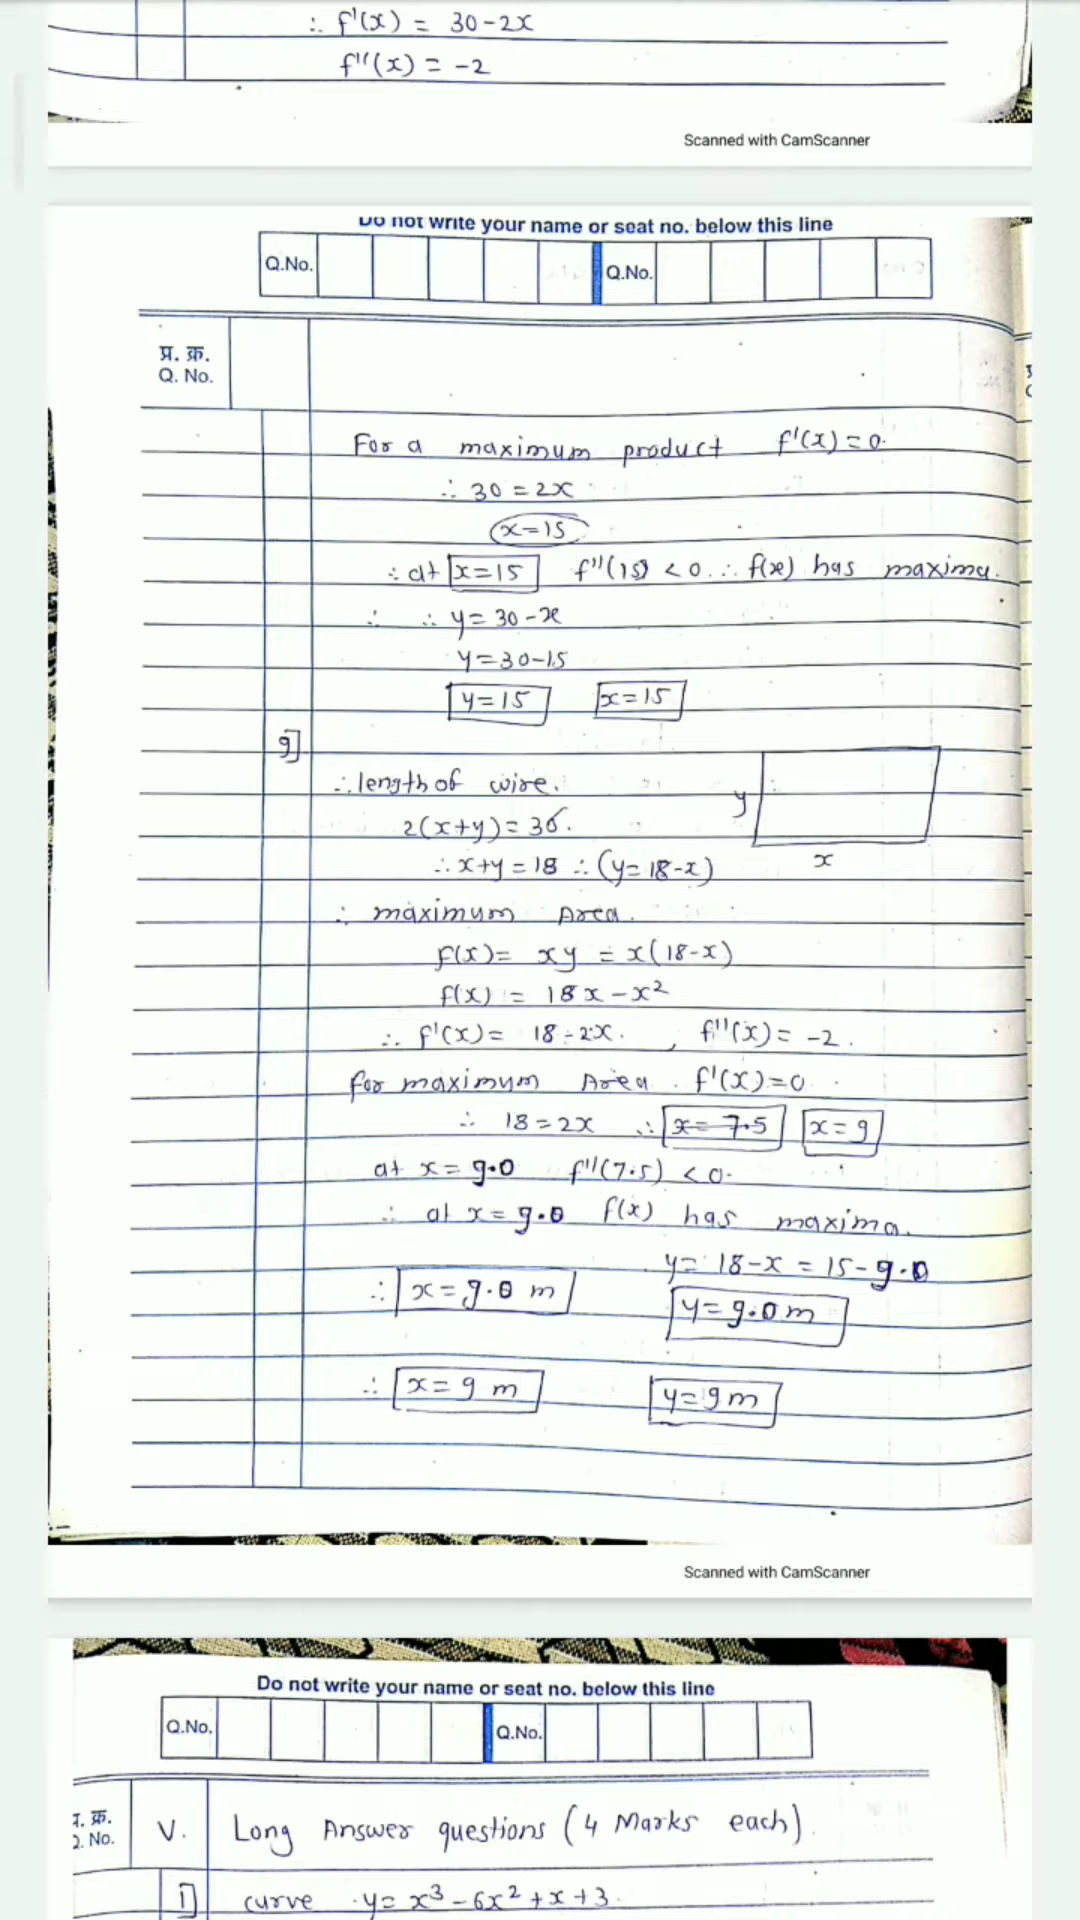 ∴ f'(x) = 30-2x
f''(x) = -2
Scanned with CamScanner
Do not write your name or seat no. below this line
Q.No. Q.No.
प्र. क्र.
Q. No.
For a maximum product f'(x)=0.
∴ 30=2x
x=15
∴ at x=15 f''(15) <0. ∴ f(x) has maxima.
∴ ∴ y=30-x
y=30-15
y=15 x=15
9]
∴ length of wire.
y
2(x+y)=36.
x
∴ x+y=18 ∴ (y=18-x)
∴ maximum Area.
f(x)= xy = x(18-x)
f(x) = 18x-x²
∴ f'(x)= 18-2x. , f''(x)= -2.
for maximum Area. f'(x)=0.
∴ 18=2x ∴ x=7.5 x=9
at x=9.0 f''(7.5) <0.
∴ at x=9.0 f(x) has maxima.
y= 18-x = 15-9.0
∴ x=9.0 m
y=9.0m
∴ x=9 m y=9m
Scanned with CamScanner
Do not write your name or seat no. below this line
Q.No. Q.No.
V. Long Answer questions (4 Marks each).
i] curve y= x³-6x²+x+3.